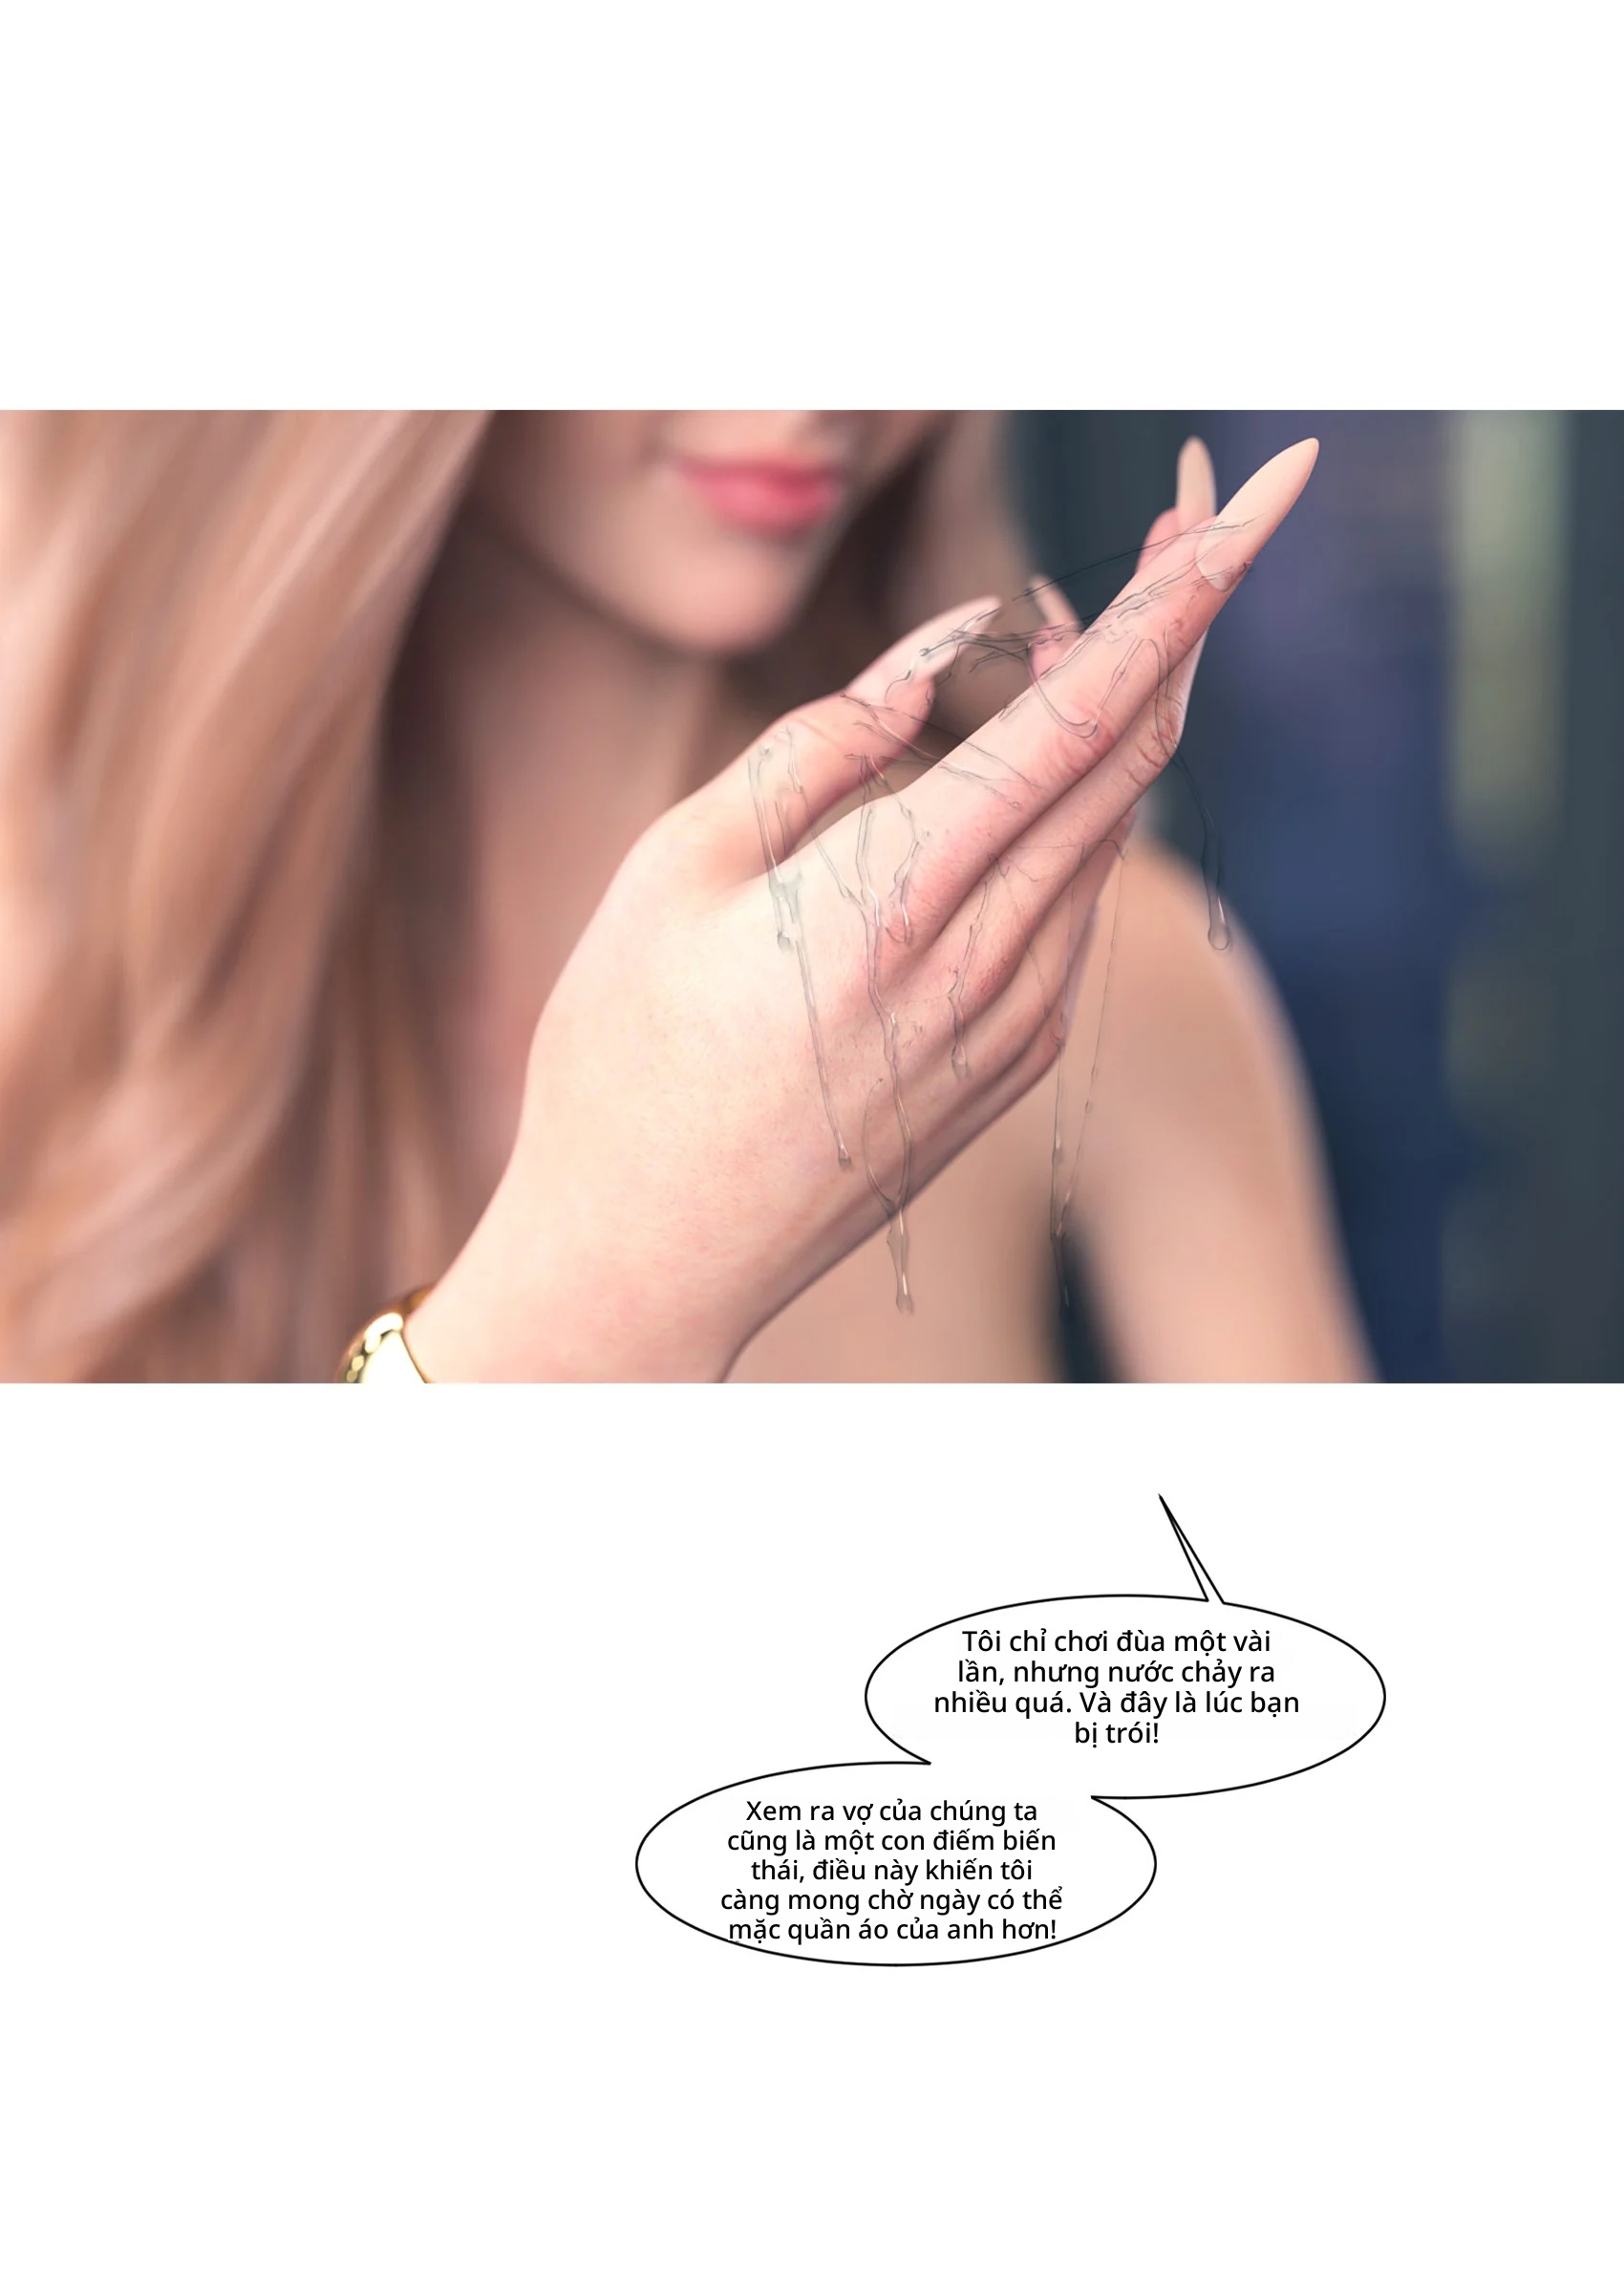 Tôi chỉ chơi đùa một vài
lần, nhưng nước chảy ra
nhiều quá. Và đây là lúc bạn
bị trói!
Xem ra vợ của chúng ta
cũng là một con điếm biến
thái, điều này khiến tôi
càng mong chờ ngày có thể
mặc quần áo của anh hơn!